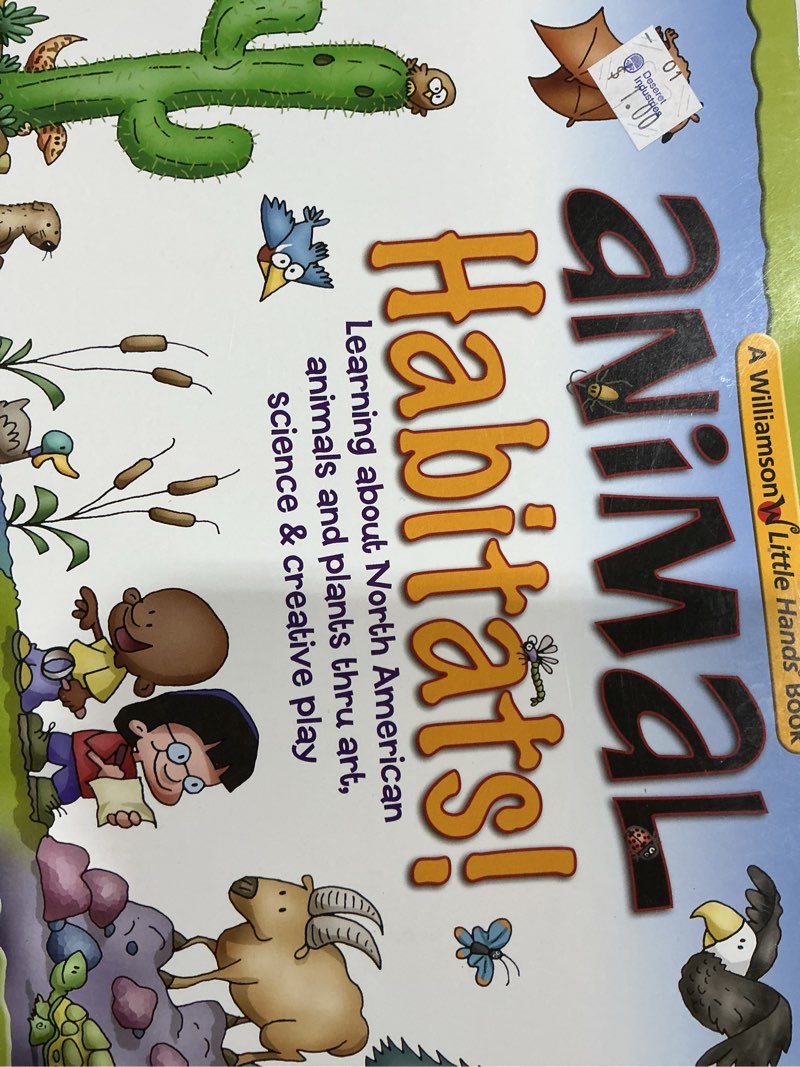 A Williamson Little Hands Book
aNiMaL
Habitats!
Learning about North American
animals and plants thru art,
science & creative play
01
Deseret
Industries
$ 1.00